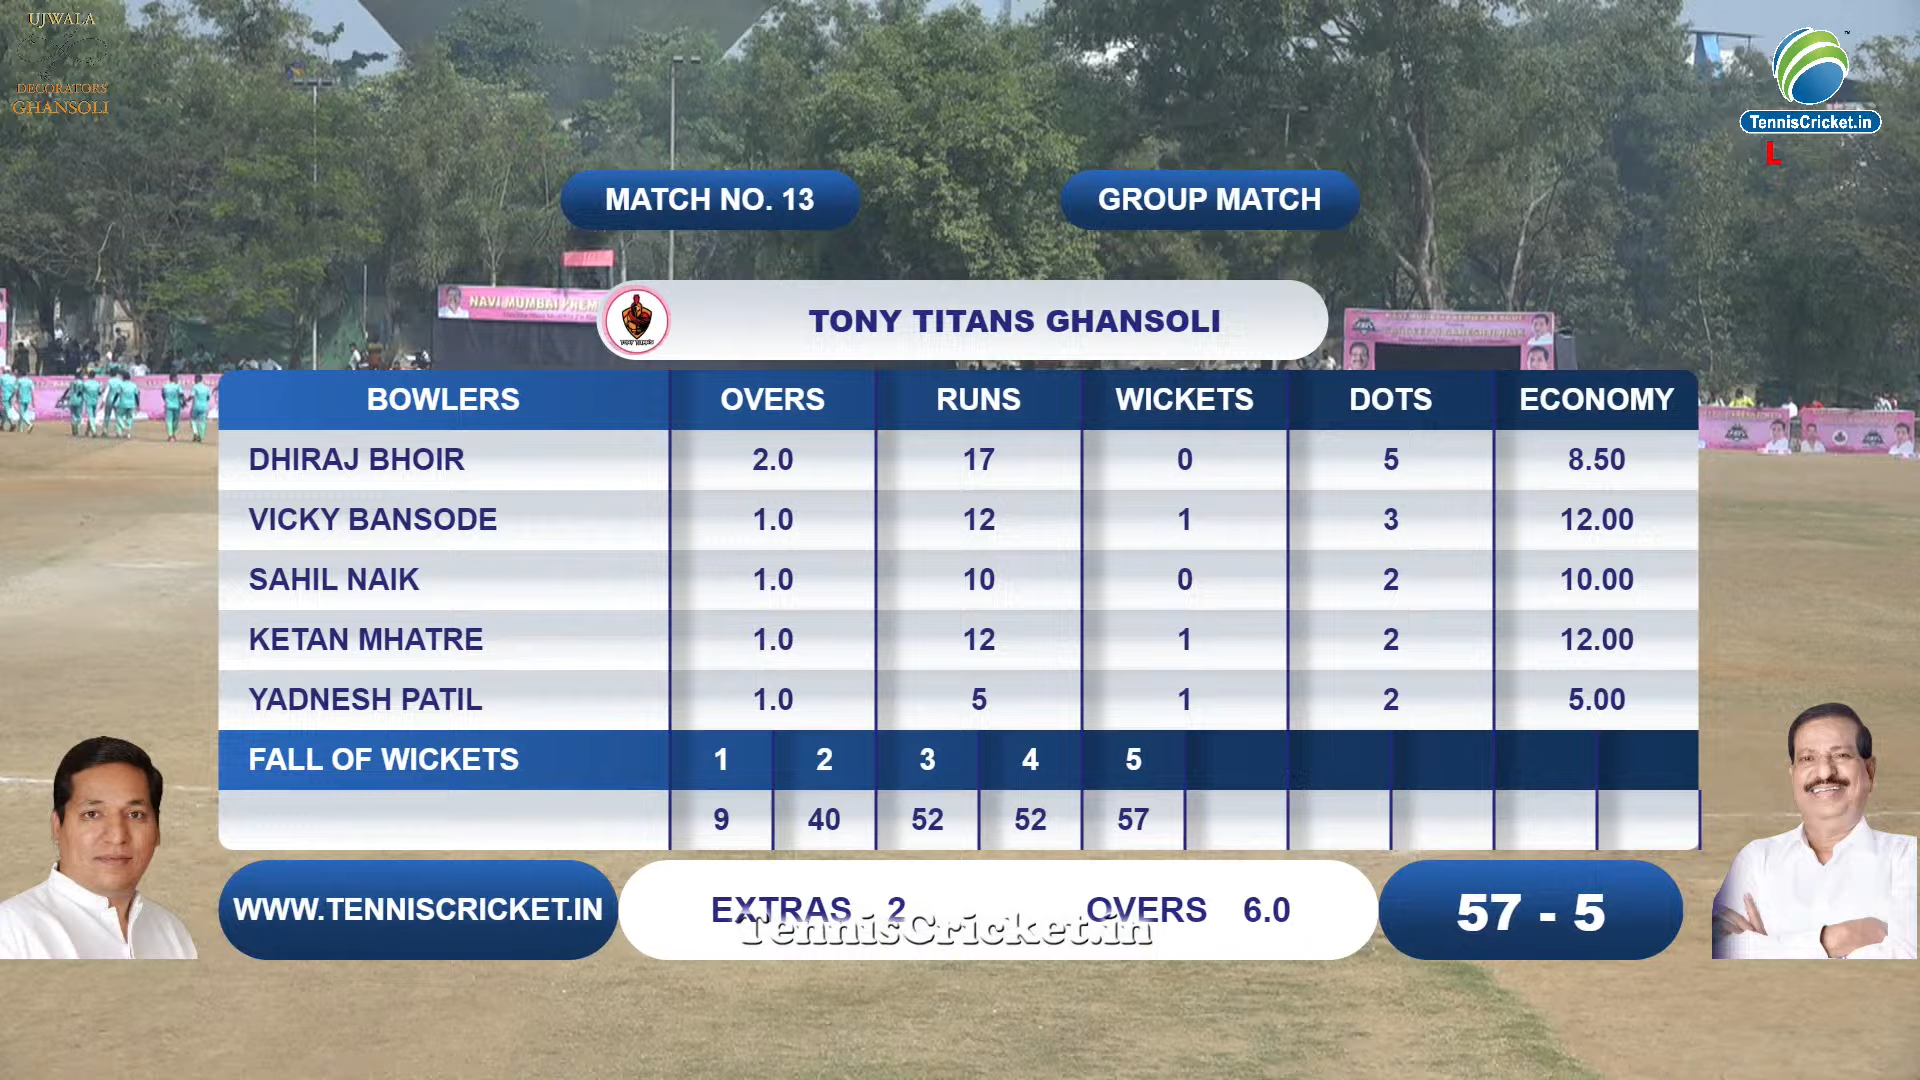 UJWALA
DECORATORS
GHANSOLI
TennisCricket.in
L
MATCH NO. 13
GROUP MATCH
NAVI MUMBAI PREM
TONY TITANS GHANSOLI
BOWLERS OVERS RUNS WICKETS DOTS ECONOMY
DHIRAJ BHOIR 2.0 17 0 5 8.50
VICKY BANSODE 1.0 12 1 3 12.00
SAHIL NAIK 1.0 10 0 2 10.00
KETAN MHATRE 1.0 12 1 2 12.00
YADNESH PATIL 1.0 5 1 2 5.00
FALL OF WICKETS 1 2 3 4 5
9 40 52 52 57
WWW.TENNISCRICKET.IN
EXTRAS 2 OVERS 6.0
57 - 5
TennisCricket.in